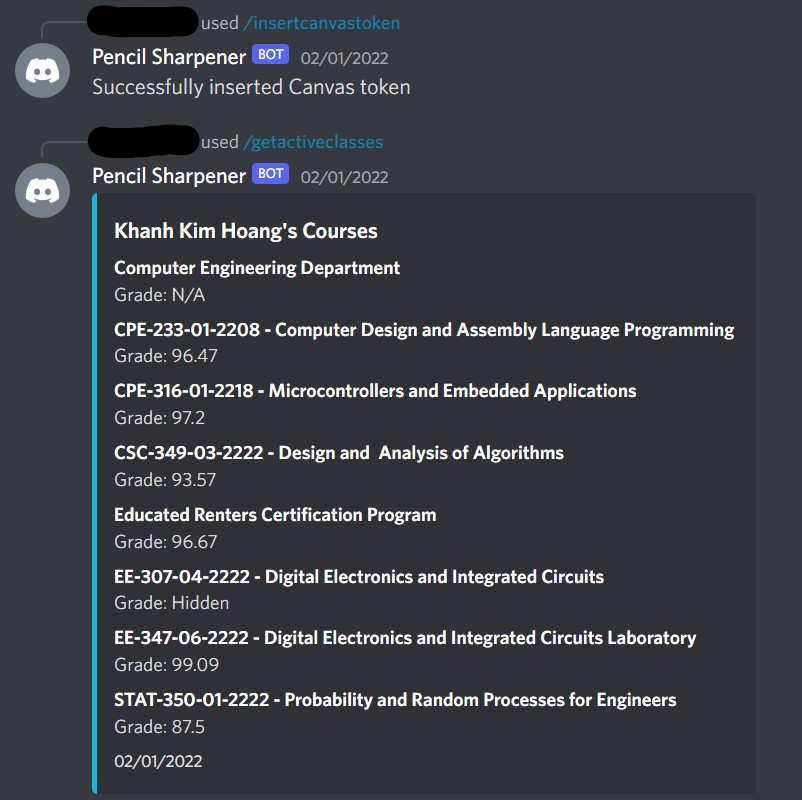 used /insertcanvastoken
Pencil Sharpener BOT 02/01/2022
Successfully inserted Canvas token
used /getactiveclasses
Pencil Sharpener BOT 02/01/2022
Khanh Kim Hoang's Courses
Computer Engineering Department
Grade: N/A
CPE-233-01-2208 - Computer Design and Assembly Language Programming
Grade: 96.47
CPE-316-01-2218 - Microcontrollers and Embedded Applications
Grade: 97.2
CSC-349-03-2222 - Design and  Analysis of Algorithms
Grade: 93.57
Educated Renters Certification Program
Grade: 96.67
EE-307-04-2222 - Digital Electronics and Integrated Circuits
Grade: Hidden
EE-347-06-2222 - Digital Electronics and Integrated Circuits Laboratory
Grade: 99.09
STAT-350-01-2222 - Probability and Random Processes for Engineers
Grade: 87.5
02/01/2022